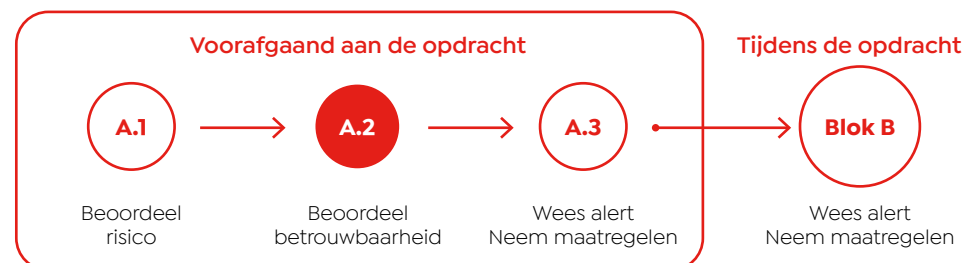 Voorafgaand aan de opdracht
Tijdens de opdracht
A.1
A.2
A.3
Blok B
Beoordeel
risico
Beoordeel
betrouwbaarheid
Wees alert
Neem maatregelen
Wees alert
Neem maatregelen